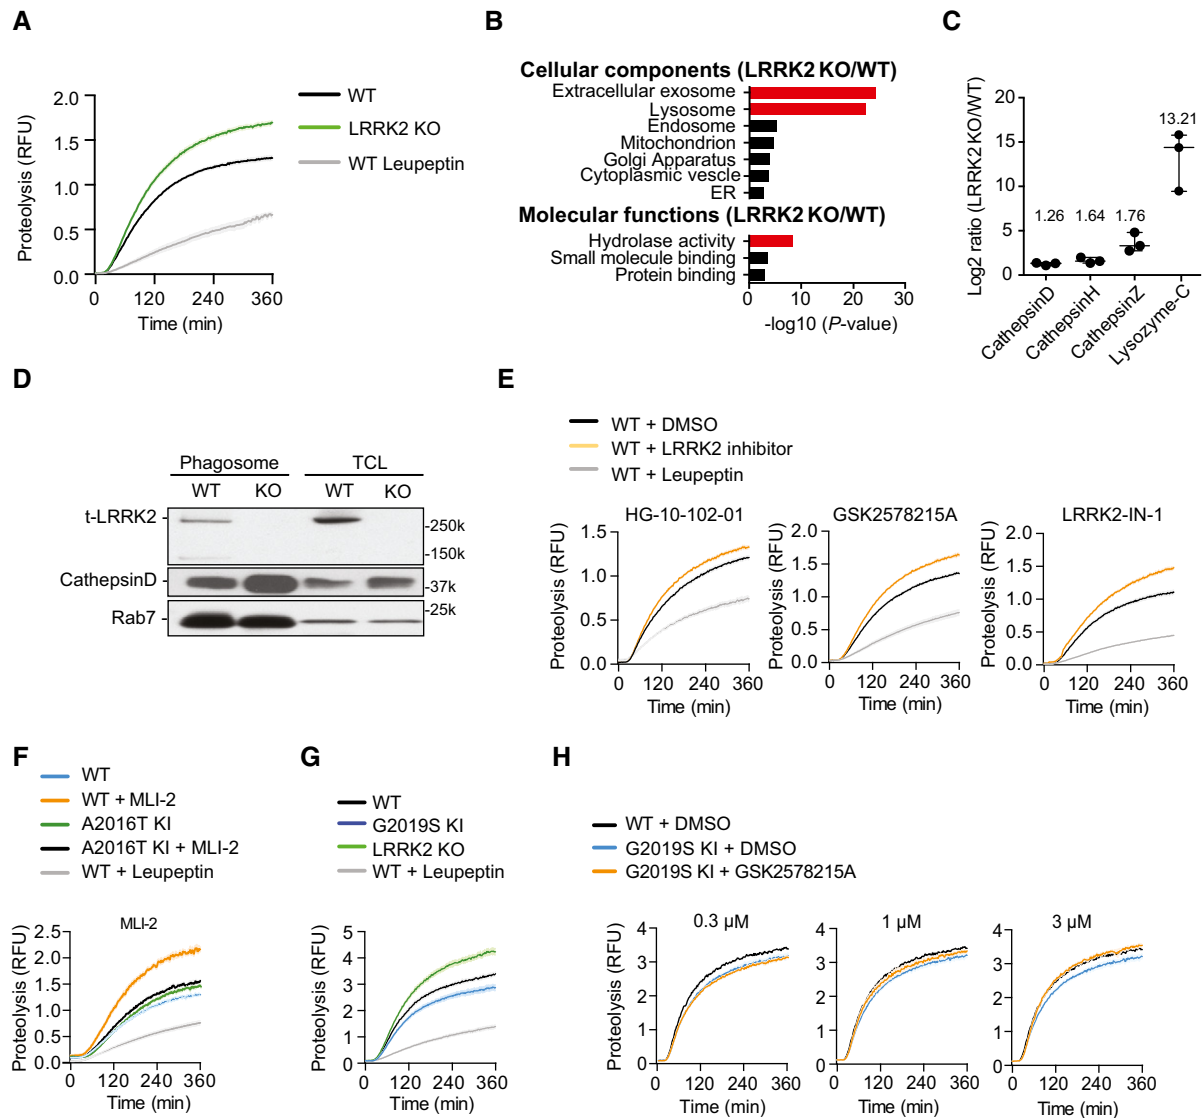 A
2.0
1.5
1.0
0.5
0.0
Proteolysis (RFU)
0 120 240 360
Time (min)
WT
LRRK2 KO
WT Leupeptin
B
Cellular components (LRRK2 KO/WT)
Extracellular exosome
Lysosome
Endosome
Mitochondrion
Golgi Apparatus
Cytoplasmic vescle
ER
Molecular functions (LRRK2 KO/WT)
Hydrolase activity
Small molecule binding
Protein binding
0 10 20 30
-log10 (P-value)
C
Log2 ratio (LRRK2 KO/WT)
20
15
10
5
0
1.26 1.64 1.76 13.21
CathepsinD
CathepsinH
CathepsinZ
Lysozyme-C
D
Phagosome TCL
WT KO WT KO
t-LRRK2
CathepsinD
Rab7
-250k
-150k
-37k
25k
E
WT + DMSO
WT + LRRK2 inhibitor
WT + Leupeptin
HG-10-102-01
Proteolysis (RFU)
1.5
1.0
0.5
0.0
0 120 240 360
Time (min)
GSK2578215A
Proteolysis (RFU)
2.0
1.5
1.0
0.5
0.0
0 120 240 360
Time (min)
LRRK2-IN-1
Proteolysis (RFU)
2.0
1.5
1.0
0.5
0.0
0 120 240 360
Time (min)
F
WT
WT + MLI-2
A2016T KI
A2016T KI + MLI-2
WT + Leupeptin
MLI-2
Proteolysis (RFU)
2.5
2.0
1.5
1.0
0.5
0.0
0 120 240 360
Time (min)
G
WT
G2019S KI
LRRK2 KO
WT + Leupeptin
Proteolysis (RFU)
5
4
3
2
1
0
0 120 240 360
Time (min)
H
WT + DMSO
G2019S KI + DMSO
G2019S KI + GSK2578215A
0.3 µM
Proteolysis (RFU)
4
3
2
1
0
0 120 240 360
Time (min)
1 µM
Proteolysis (RFU)
4
3
2
1
0
0 120 240 360
Time (min)
3 µM
Proteolysis (RFU)
4
3
2
1
0
0 120 240 360
Time (min)